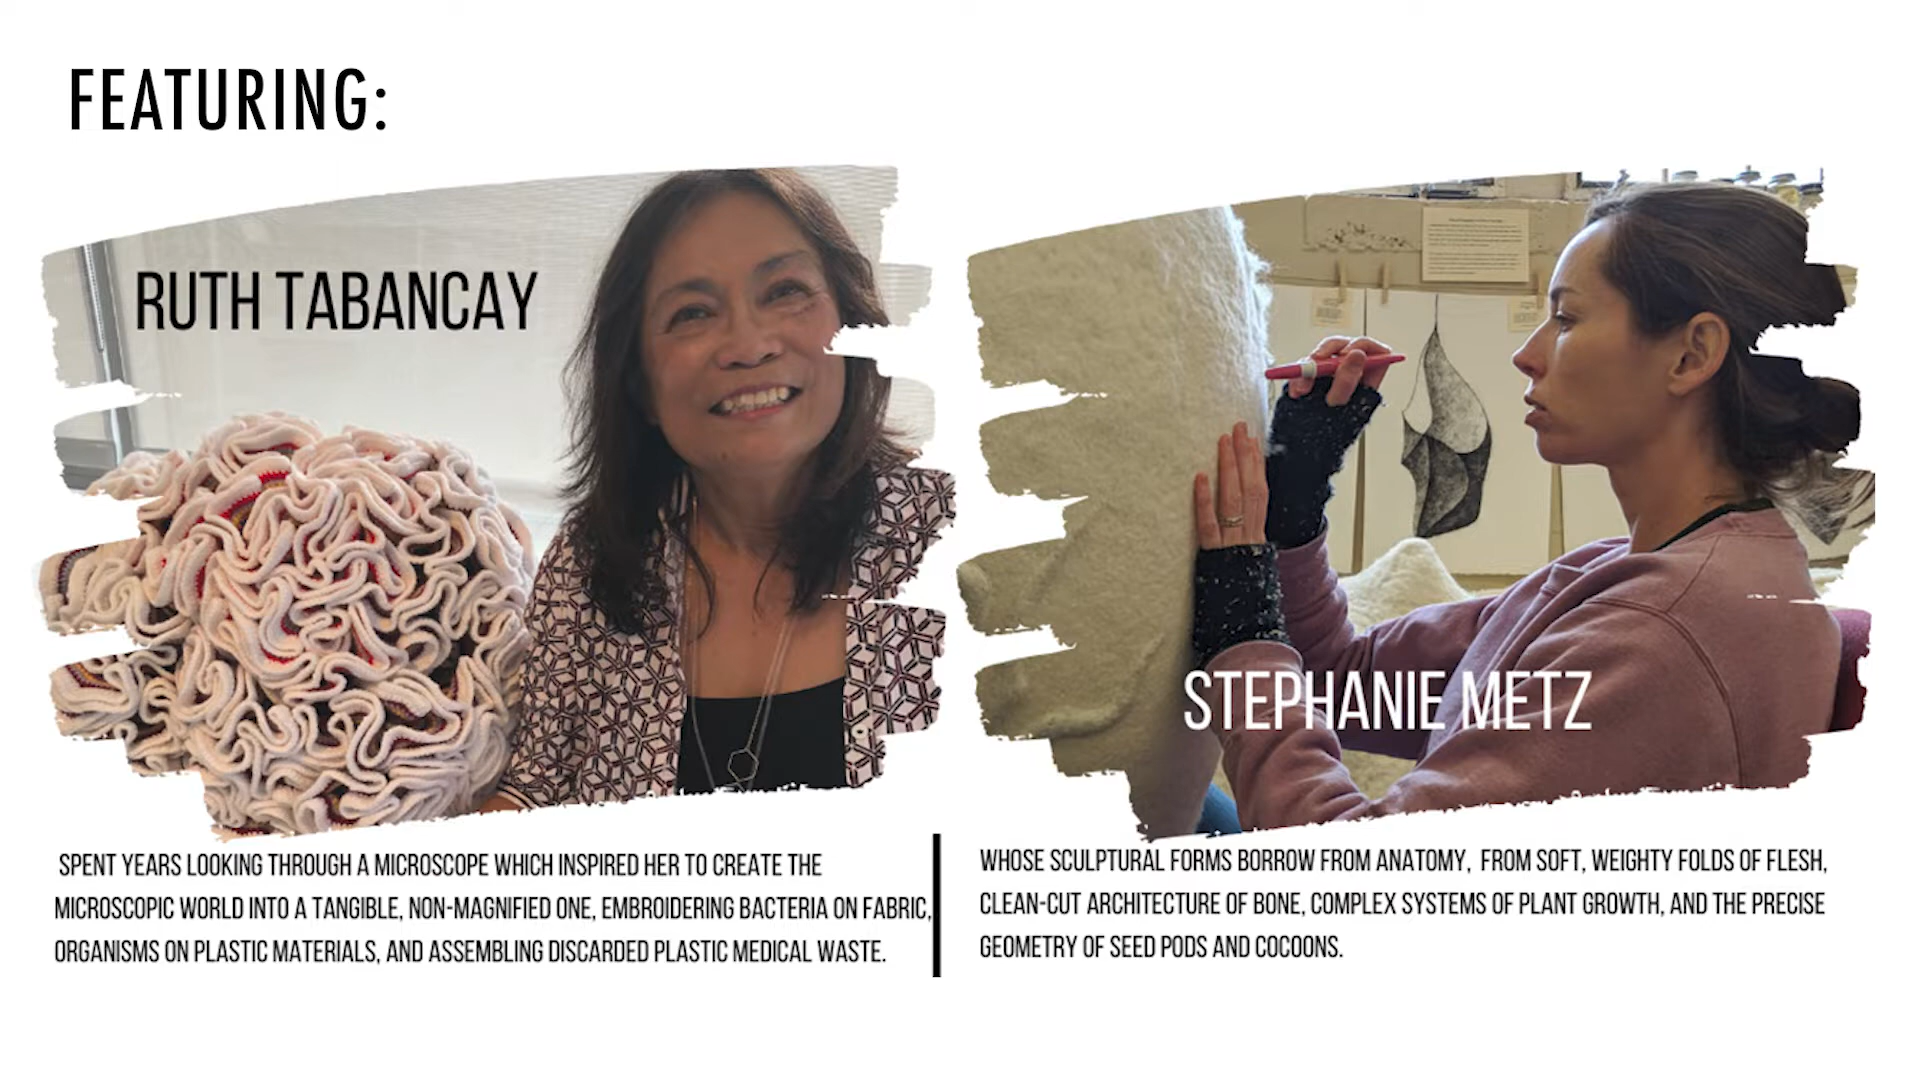 FEATURING:
RUTH TABANCAY
SPENT YEARS LOOKING THROUGH A MICROSCOPE WHICH INSPIRED HER TO CREATE THE
MICROSCOPIC WORLD INTO A TANGIBLE, NON-MAGNIFIED ONE, EMBROIDERING BACTERIA ON FABRIC,
ORGANISMS ON PLASTIC MATERIALS, AND ASSEMBLING DISCARDED PLASTIC MEDICAL WASTE.
STEPHANIE METZ
WHOSE SCULPTURAL FORMS BORROW FROM ANATOMY, FROM SOFT, WEIGHTY FOLDS OF FLESH,
CLEAN-CUT ARCHITECTURE OF BONE, COMPLEX SYSTEMS OF PLANT GROWTH, AND THE PRECISE
GEOMETRY OF SEED PODS AND COCOONS.